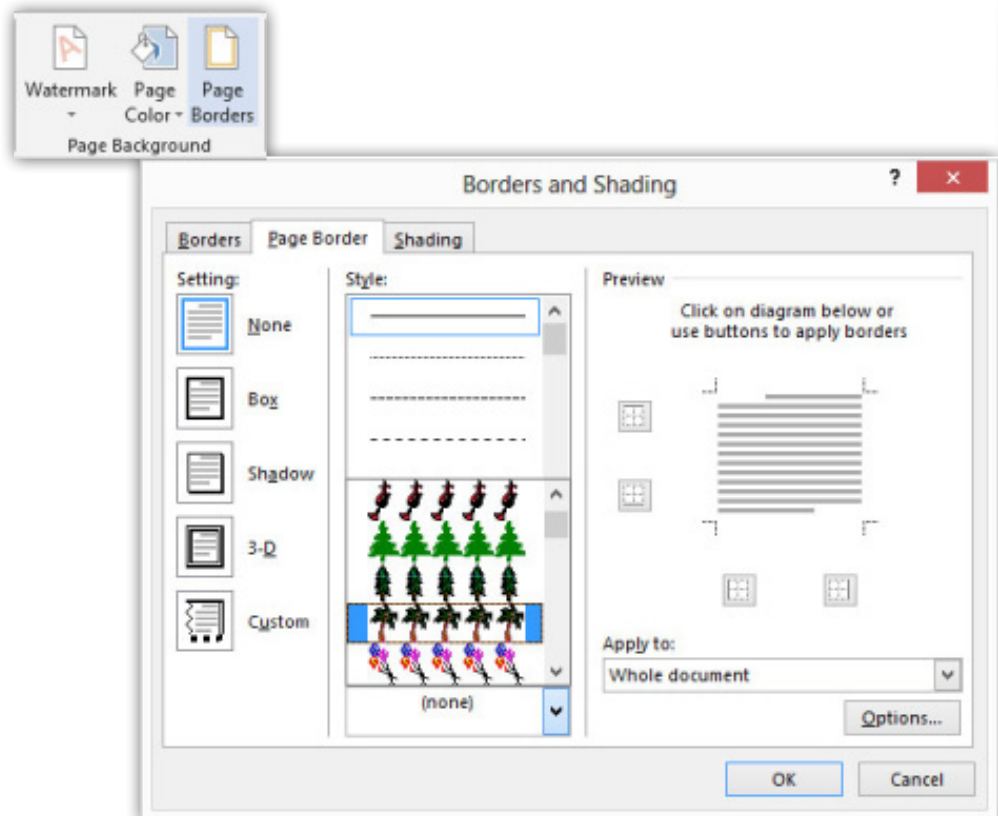 Watermark Page Page
Color Borders
Page Background
Borders and Shading
?
Borders Page Border Shading
Setting:
None
Box
Shadow
3-D
Custom
Style:
(none)
Preview
Click on diagram below or
use buttons to apply borders
Apply to:
Whole document
Options...
OK Cancel